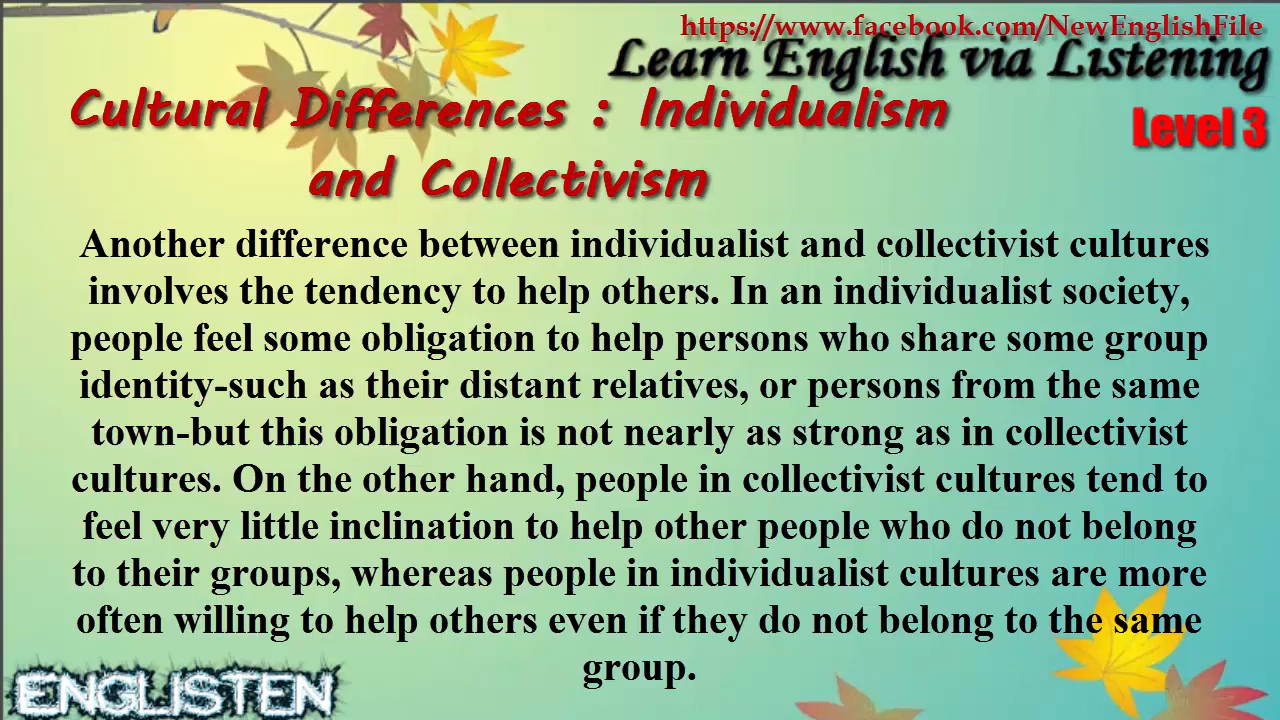 https://www.facebook.com/NewEnglishFile
Learn English via Listening
Cultural Differences : Individualism
and Collectivism
Level 3
Another difference between individualist and collectivist cultures
involves the tendency to help others. In an individualist society,
people feel some obligation to help persons who share some group
identity-such as their distant relatives, or persons from the same
town-but this obligation is not nearly as strong as in collectivist
cultures. On the other hand, people in collectivist cultures tend to
feel very little inclination to help other people who do not belong
to their groups, whereas people in individualist cultures are more
often willing to help others even if they do not belong to the same
group.
ENGLISTEN